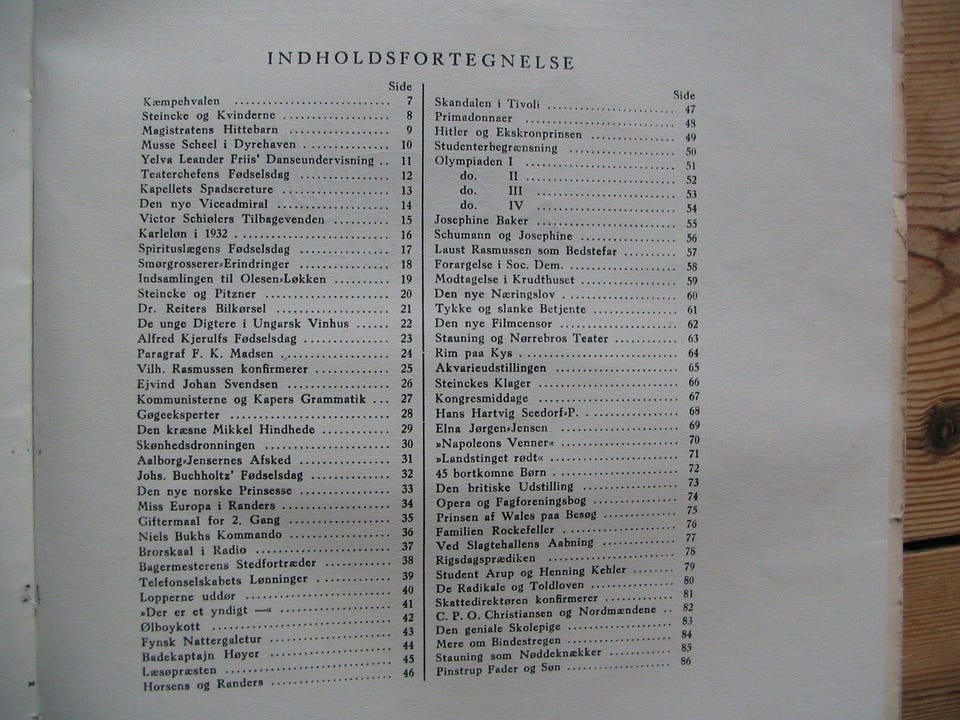 INDHOLDSFORTEGNELSE
Side
Kæmpehvalen ........................ 7
Steincke og Kvinderne ................. 8
Magistratens Hittebarn ................ 9
Musse Scheel i Dyrehaven .............. 10
Yelva Leander Friis' Danseundervisning .. 11
Teaterchefens Fødselsdag ............... 12
Kapellets Spadscreture ................. 13
Den nye Viceadmiral .................. 14
Victor Schiølers Tilbagevenden .......... 15
Karleløn i 1932 ........................ 16
Spirituslægens Fødselsdag ............... 17
Smørgrosserer-Erindringer .............. 18
Indsamlingen til Olesen-Løkken .......... 19
Steincke og Pitzner .................... 20
Dr. Reiters Bilkørsel ................... 21
De unge Digtere i Ungarsk Vinhus ...... 22
Alfred Kjerulfs Fødselsdag .............. 23
Paragraf F. K. Madsen ................. 24
Vilh. Rasmussen konfirmerer ............ 25
Ejvind Johan Svendsen ................ 26
Kommunisterne og Kapers Grammatik ... 27
Gøgeeksperter ........................ 28
Den kræsne Mikkel Hindhede ........... 29
Skønhedsdronningen ................... 30
Aalborg-Jensernes Afsked ............... 31
Johs. Buchholtz' Fødselsdag ............. 32
Den nye norske Prinsesse ............... 33
Miss Europa i Randers ................. 34
Giftermaal for 2. Gang ................. 35
Niels Bukhs Kommando ................ 36
Brorskaal i Radio ...................... 37
Bagermesterens Stedfortræder ........... 38
Telefonselskabets Lønninger ............. 39
Lopperne uddør ....................... 40
»Der er et yndigt —« ................... 41
Ølboykott ............................ 42
Fynsk Nattergaletur .................... 43
Badekaptajn Høyer .................... 44
Læsøpræsten .......................... 45
Horsens og Randers .................... 46
Side
Skandalen i Tivoli ..................... 47
Primadonnaer ......................... 48
Hitler og Ekskronprinsen ............... 49
Studenterbegrænsning .................. 50
Olympiaden I ......................... 51
do. II ......................... 52
do. III ......................... 53
do. IV ......................... 54
Josephine Baker ....................... 55
Schumann og Josephine ................ 56
Laust Rasmussen som Bedstefar ......... 57
Forargelse i Soc. Dem. ................. 58
Modtagelse i Krudthuset ............... 59
Den nye Næringslov ................... 60
Tykke og slanke Betjente ............... 61
Den nye Filmcensor .................... 62
Stauning og Nørrebros Teater ........... 63
Rim paa Kys .......................... 64
Akvarieudstillingen .................... 65
Steinckes Klager ....................... 66
Kongresmiddage ....................... 67
Hans Hartvig Seedorf-P. ................ 68
Elna Jørgen-Jensen .................... 69
»Napoleons Venner« ................... 70
»Landstinget rødt« ..................... 71
45 bortkomne Børn .................... 72
Den britiske Udstilling ................. 73
Opera og Fagforeningsbog .............. 74
Prinsen af Wales paa Besøg ............. 75
Familien Rockefeller ................... 76
Ved Slagtehallens Aabning .............. 77
Rigsdagsprædiken ...................... 78
Student Arup og Henning Kehler ....... 79
De Radikale og Toldloven .............. 80
Skattedirektøren konfirmerer ............ 81
C. P. O. Christiansen og Nordmændene .. 82
Den geniale Skolepige .................. 83
Mere om Bindestregen .................. 84
Stauning som Nøddeknækker ............ 85
Pinstrup Fader og Søn .................. 86